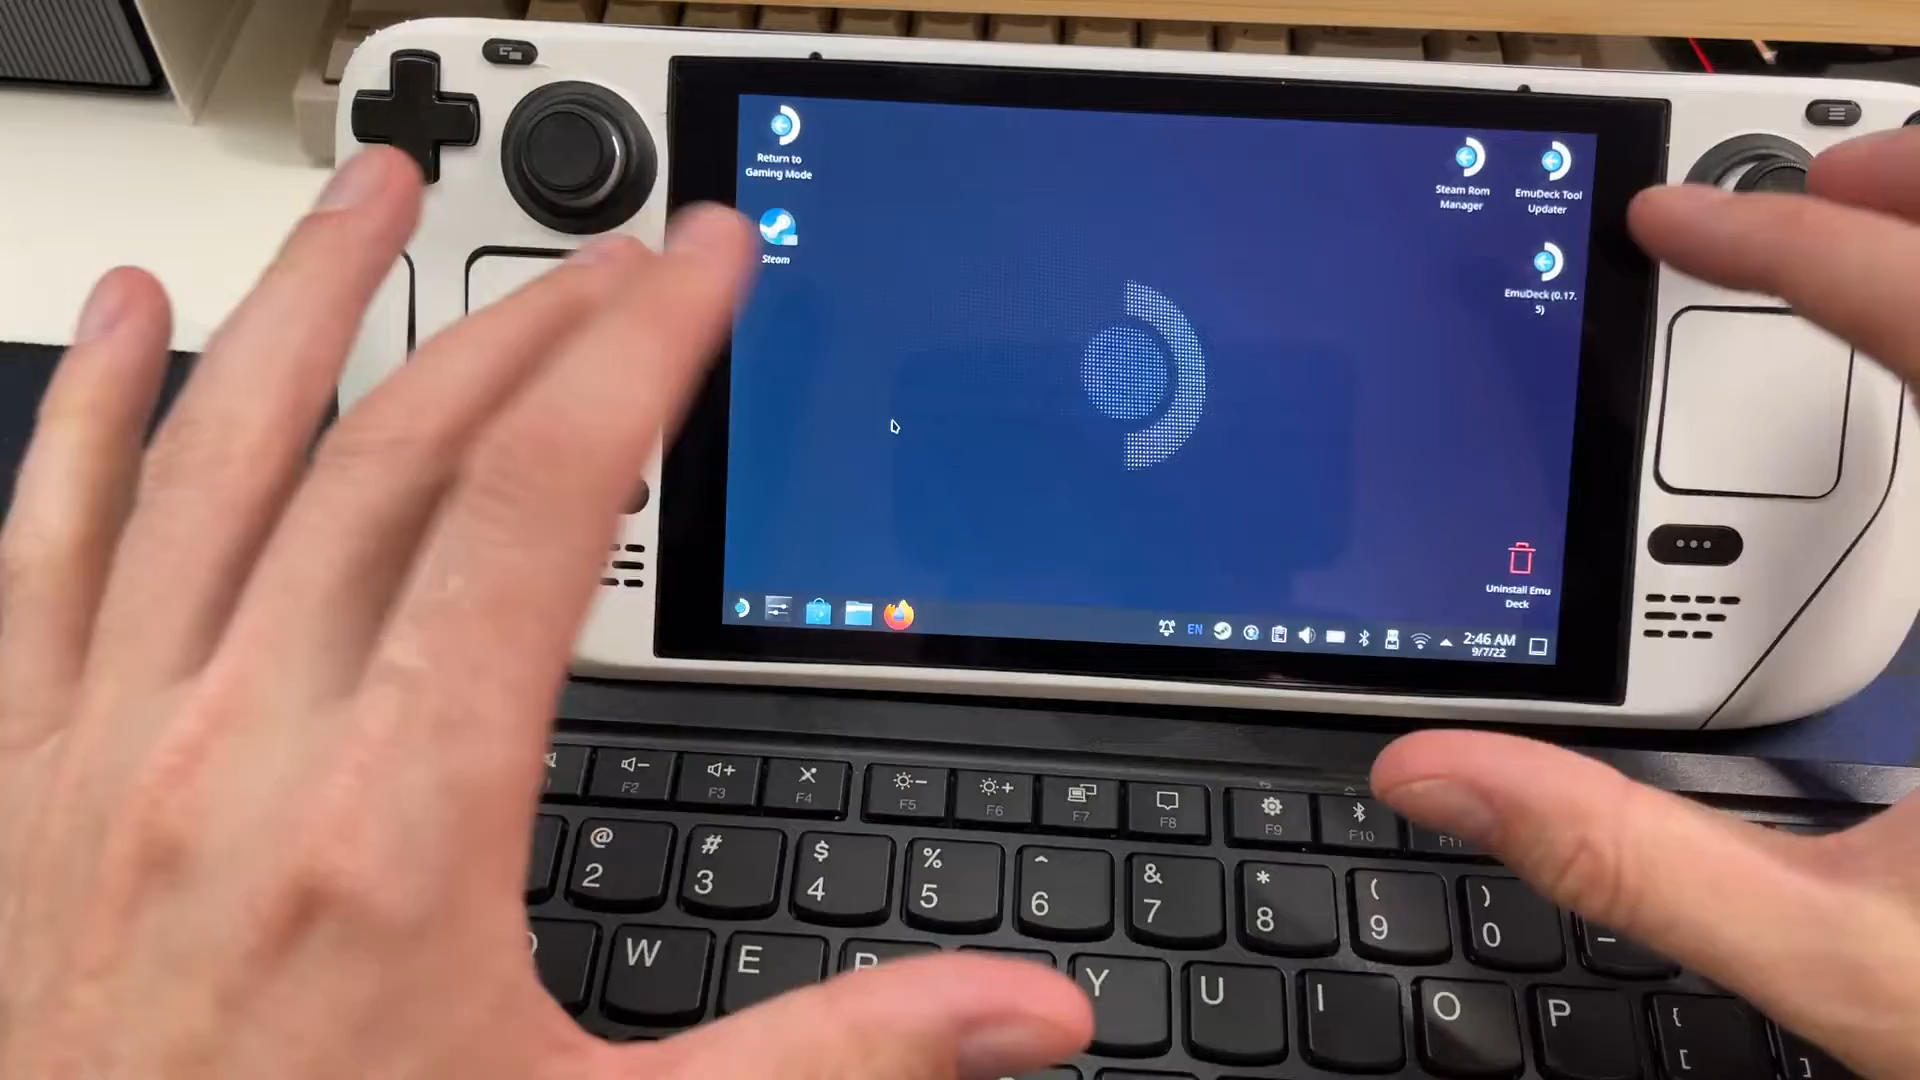 Return to
Gaming Mode
Steam
Steam Rom
Manager
EmuDeck Tool
Updater
EmuDeck (0.17.
5)
Uninstall Emu
Deck
EN
2:46 AM
9/7/22
F2
F3
F4
F5
F6
F7
F8
F9
F10
F11
@
2
#
3
$
4
%
5
^
6
&
7
*
8
(
9
)
0
–
W
E
Y
U
I
O
P
{
[
]